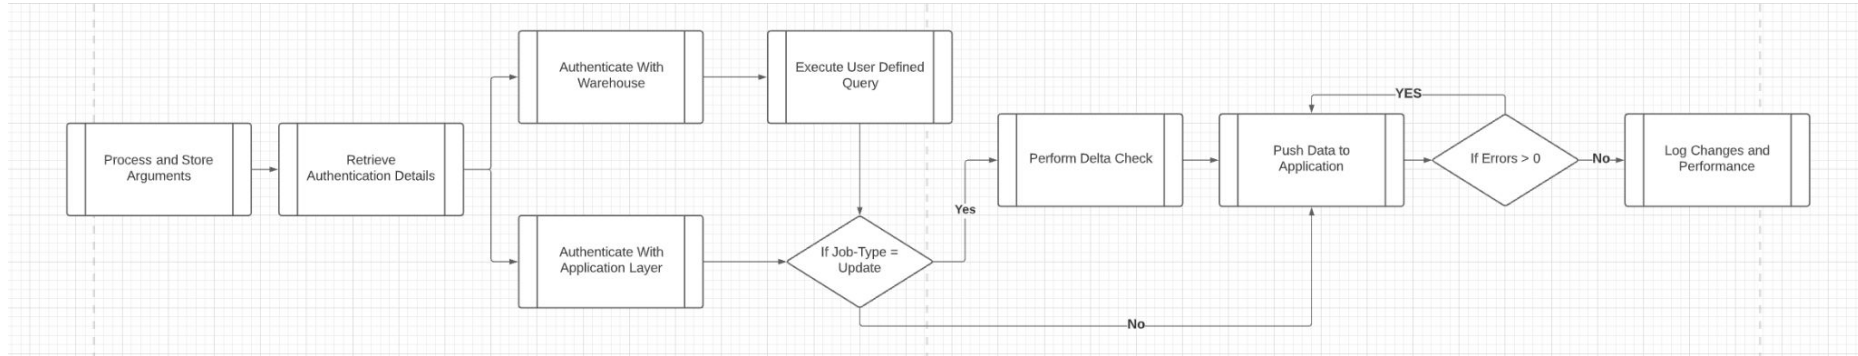 Process and Store
Arguments
Retrieve
Authentication Details
Authenticate With
Warehouse
Execute User Defined
Query
Authenticate With
Application Layer
If Job-Type =
Update
Yes
No
Perform Delta Check
Push Data to
Application
YES
If Errors > 0
No
Log Changes and
Performance